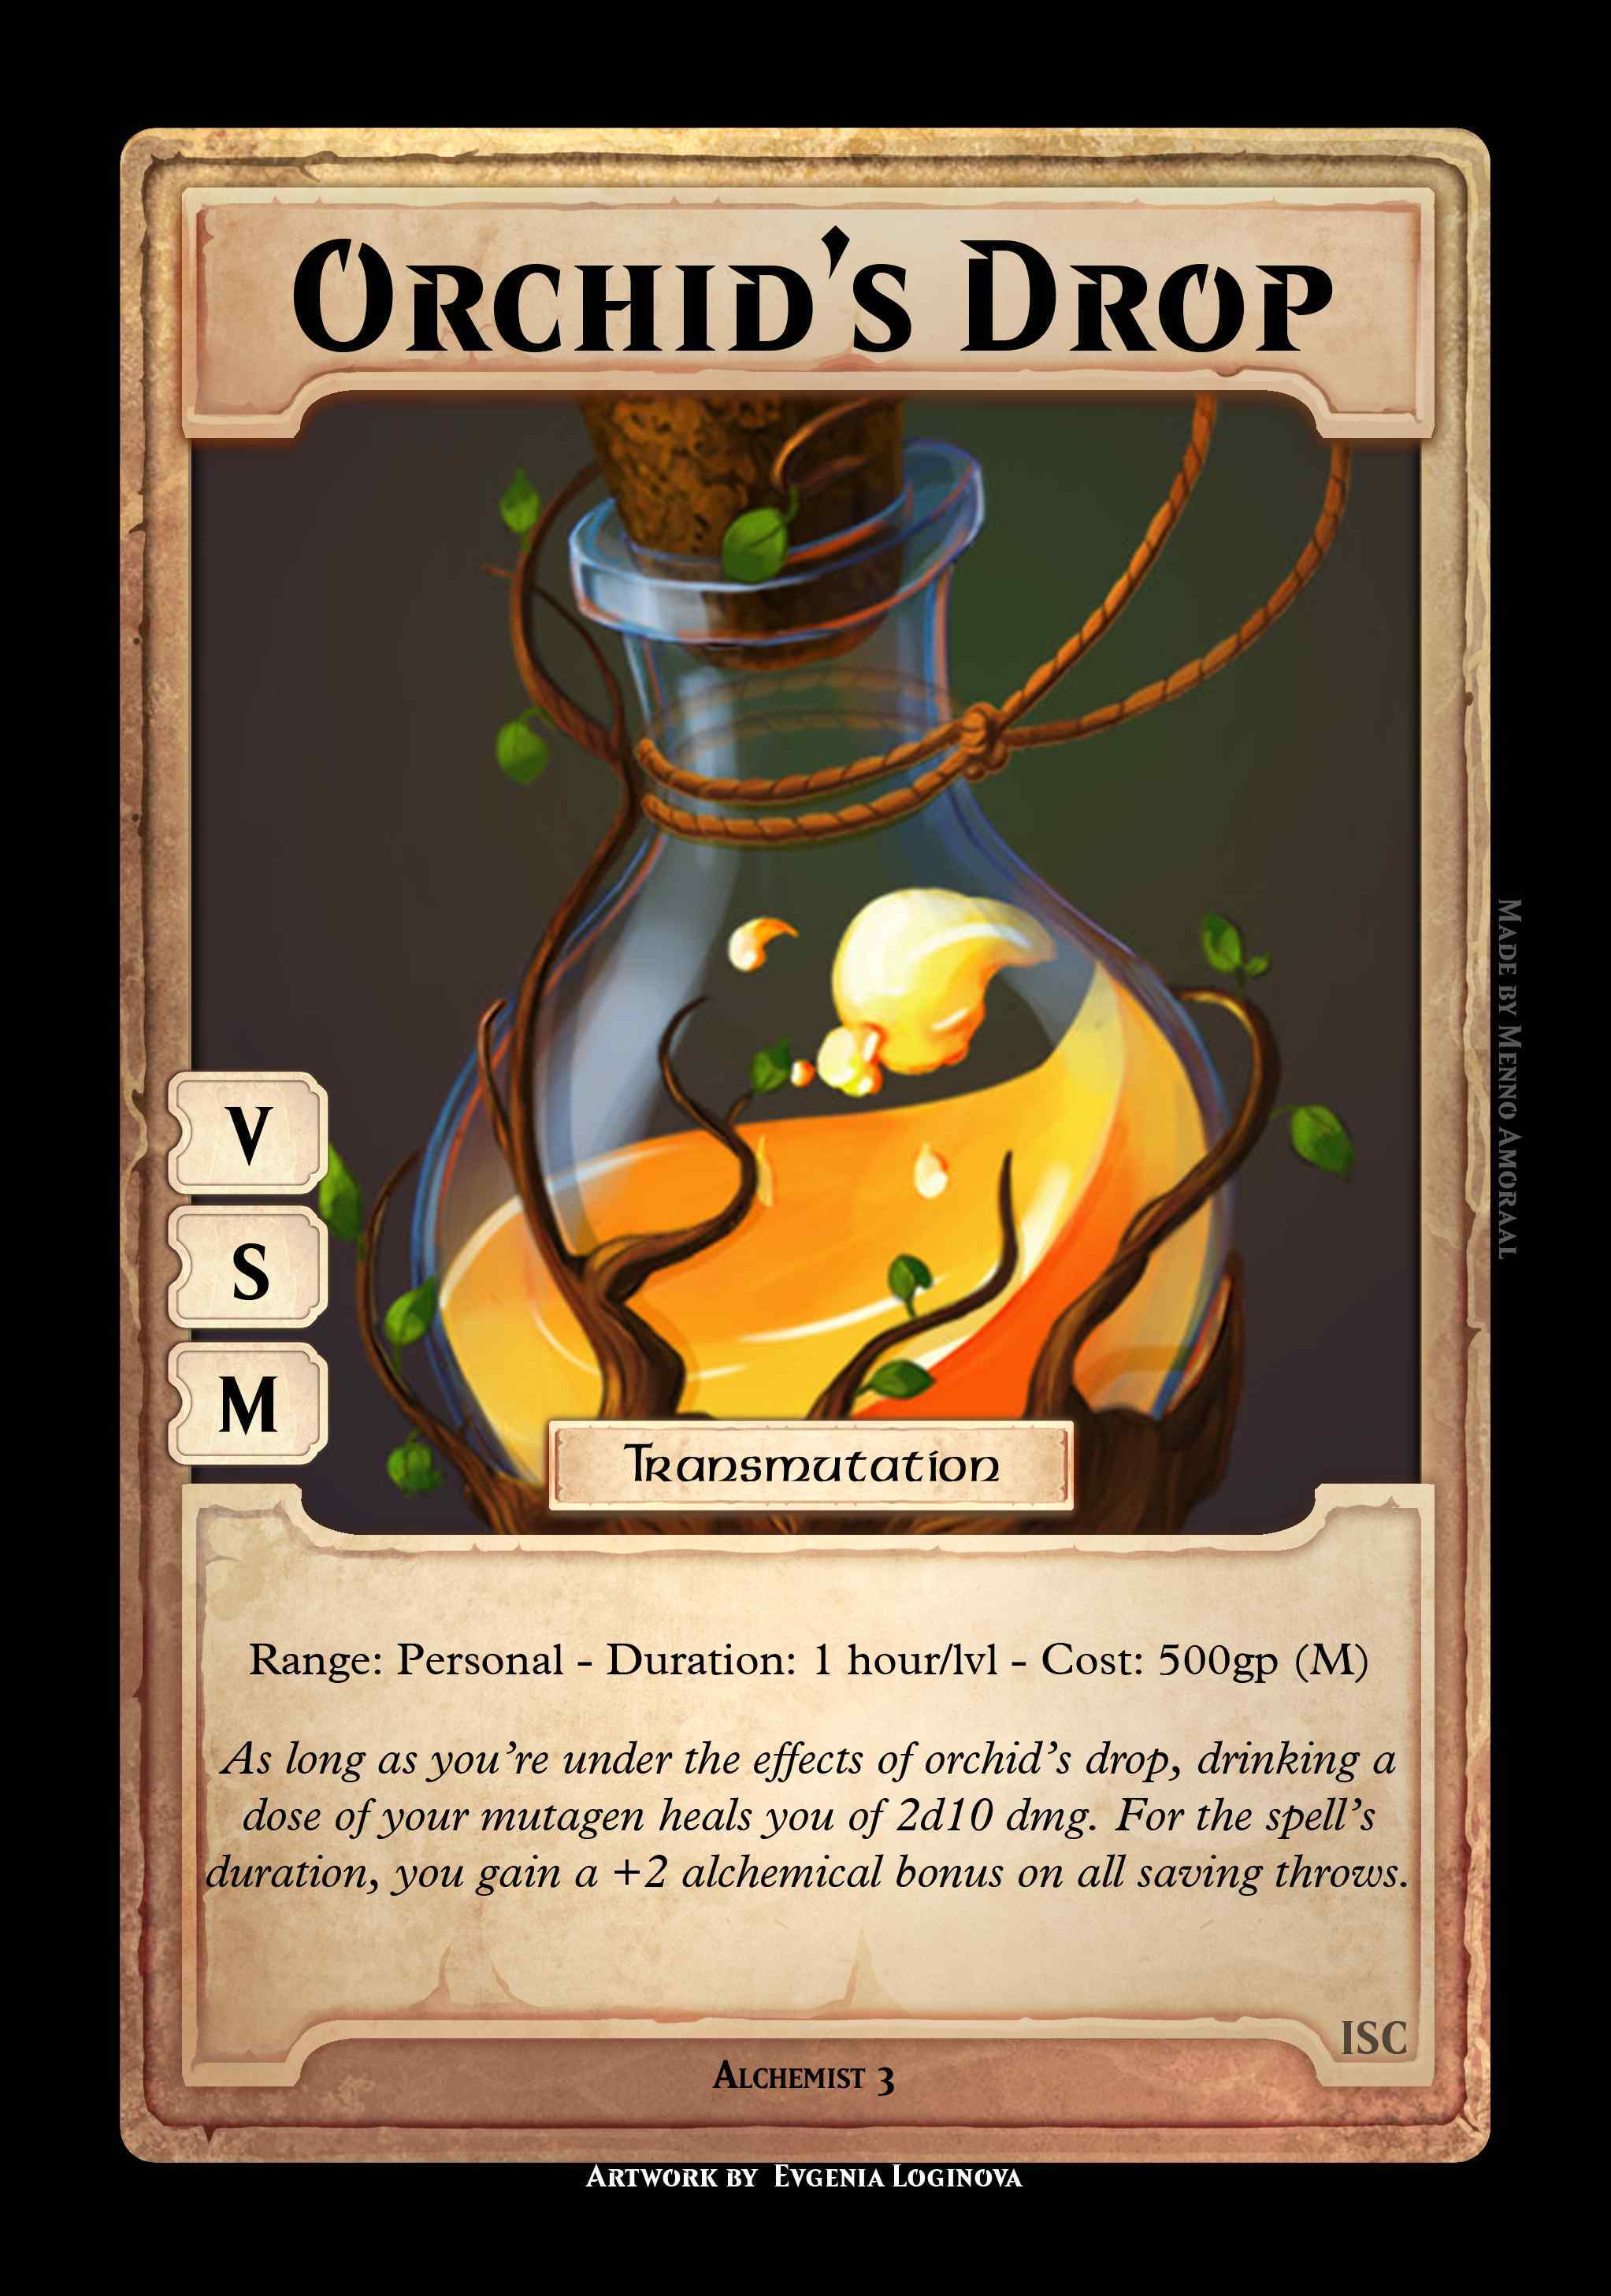 Orchid's Drop
V
S
M
Transmutation
Range: Personal - Duration: 1 hour/lvl - Cost: 500gp (M)
As long as you're under the effects of orchid's drop, drinking a
dose of your mutagen heals you of 2d10 dmg. For the spell's
duration, you gain a +2 alchemical bonus on all saving throws.
ISC
Alchemist 3
Artwork by Evgenia Loginova
Made by Menno Amoraal